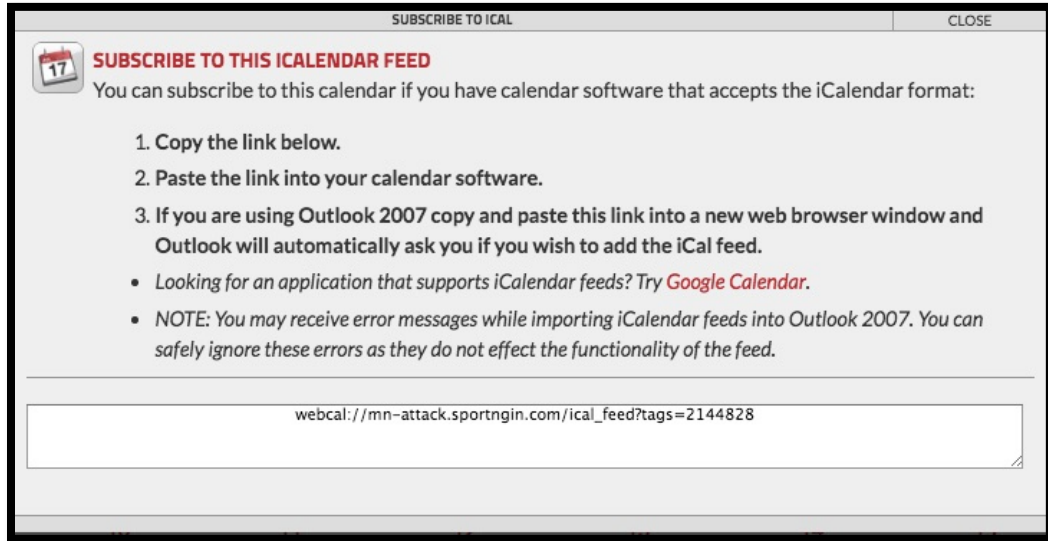 SUBSCRIBE TO ICAL
CLOSE
17
SUBSCRIBE TO THIS ICALENDAR FEED
You can subscribe to this calendar if you have calendar software that accepts the iCalendar format:
1. Copy the link below.
2. Paste the link into your calendar software.
3. If you are using Outlook 2007 copy and paste this link into a new web browser window and
Outlook will automatically ask you if you wish to add the iCal feed.
• Looking for an application that supports iCalendar feeds? Try Google Calendar.
• NOTE: You may receive error messages while importing iCalendar feeds into Outlook 2007. You can
safely ignore these errors as they do not effect the functionality of the feed.
webcal://mn-attack.sportngin.com/ical_feed?tags=2144828